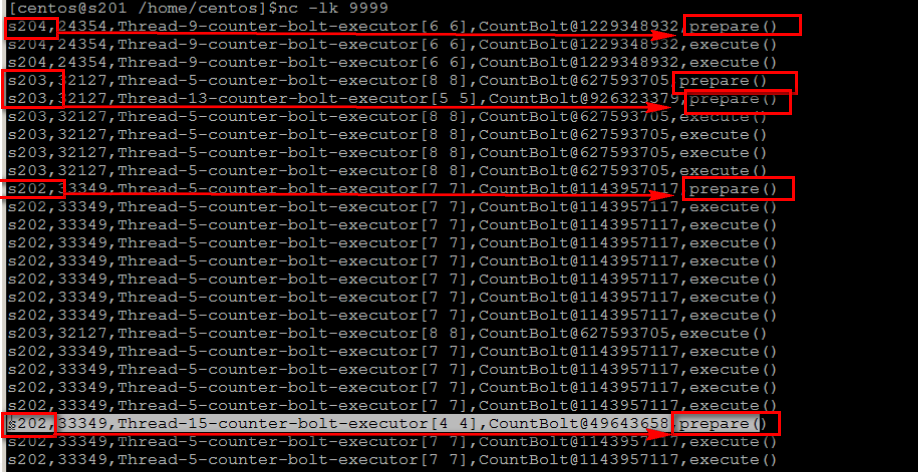 [centos@s201 /home/centos]$nc -lk 9999
s204,24354,Thread-9-counter-bolt-executor[6 6],CountBolt@1229348932,prepare()
s204,24354,Thread-9-counter-bolt-executor[6 6],CountBolt@1229348932,execute()
s204,24354,Thread-9-counter-bolt-executor[6 6],CountBolt@1229348932,execute()
s203,32127,Thread-5-counter-bolt-executor[8 8],CountBolt@627593705,prepare()
s203,32127,Thread-13-counter-bolt-executor[5 5],CountBolt@926323379,prepare()
s203,32127,Thread-5-counter-bolt-executor[8 8],CountBolt@627593705,execute()
s203,32127,Thread-5-counter-bolt-executor[8 8],CountBolt@627593705,execute()
s203,32127,Thread-5-counter-bolt-executor[8 8],CountBolt@627593705,execute()
s203,32127,Thread-5-counter-bolt-executor[8 8],CountBolt@627593705,execute()
s202,33349,Thread-5-counter-bolt-executor[7 7],CountBolt@1143957117,prepare()
s202,33349,Thread-5-counter-bolt-executor[7 7],CountBolt@1143957117,execute()
s202,33349,Thread-5-counter-bolt-executor[7 7],CountBolt@1143957117,execute()
s202,33349,Thread-5-counter-bolt-executor[7 7],CountBolt@1143957117,execute()
s202,33349,Thread-5-counter-bolt-executor[7 7],CountBolt@1143957117,execute()
s202,33349,Thread-5-counter-bolt-executor[7 7],CountBolt@1143957117,execute()
s202,33349,Thread-5-counter-bolt-executor[7 7],CountBolt@1143957117,execute()
s202,33349,Thread-5-counter-bolt-executor[7 7],CountBolt@1143957117,execute()
s203,32127,Thread-5-counter-bolt-executor[8 8],CountBolt@627593705,execute()
s202,33349,Thread-5-counter-bolt-executor[7 7],CountBolt@1143957117,execute()
s202,33349,Thread-5-counter-bolt-executor[7 7],CountBolt@1143957117,execute()
s202,33349,Thread-5-counter-bolt-executor[7 7],CountBolt@1143957117,execute()
s202,33349,Thread-5-counter-bolt-executor[7 7],CountBolt@1143957117,execute()
s202,33349,Thread-15-counter-bolt-executor[4 4],CountBolt@49643658,prepare()
s202,33349,Thread-5-counter-bolt-executor[7 7],CountBolt@1143957117,execute()
s202,33349,Thread-5-counter-bolt-executor[7 7],CountBolt@1143957117,execute()